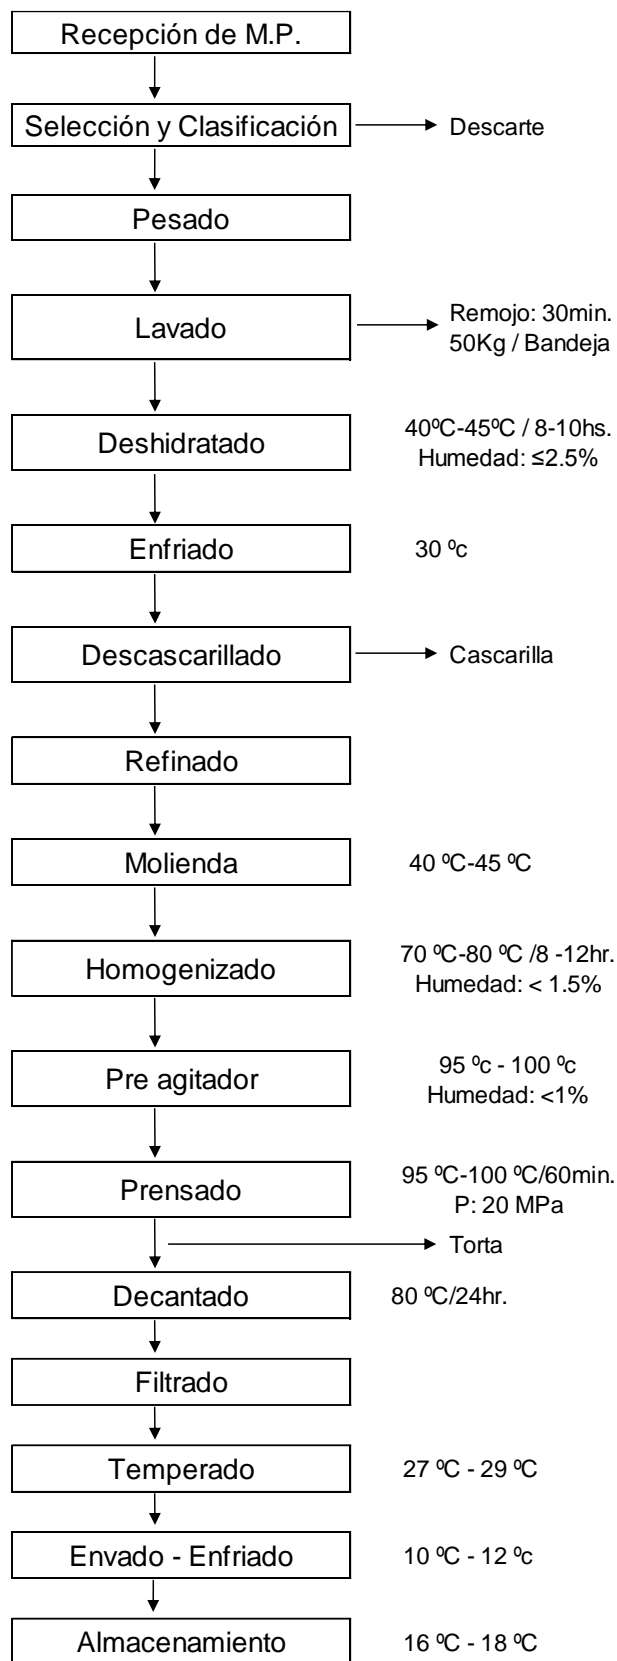 Recepción de M.P.
Selección y Clasificación
Descarte
Pesado
Lavado
Remojo: 30min.
50Kg / Bandeja
Deshidratado
40ºC-45ºC / 8-10hs.
Humedad: ≤2.5%
Enfriado
30 ºc
Descascarillado
Cascarilla
Refinado
Molienda
40 ºC-45 ºC
Homogenizado
70 ºC-80 ºC /8 -12hr.
Humedad: < 1.5%
Pre agitador
95 ºc - 100 ºc
Humedad: <1%
Prensado
95 ºC-100 ºC/60min.
P: 20 MPa
Torta
Decantado
80 ºC/24hr.
Filtrado
Temperado
27 ºC - 29 ºC
Envado - Enfriado
10 ºC - 12 ºc
Almacenamiento
16 ºC - 18 ºC